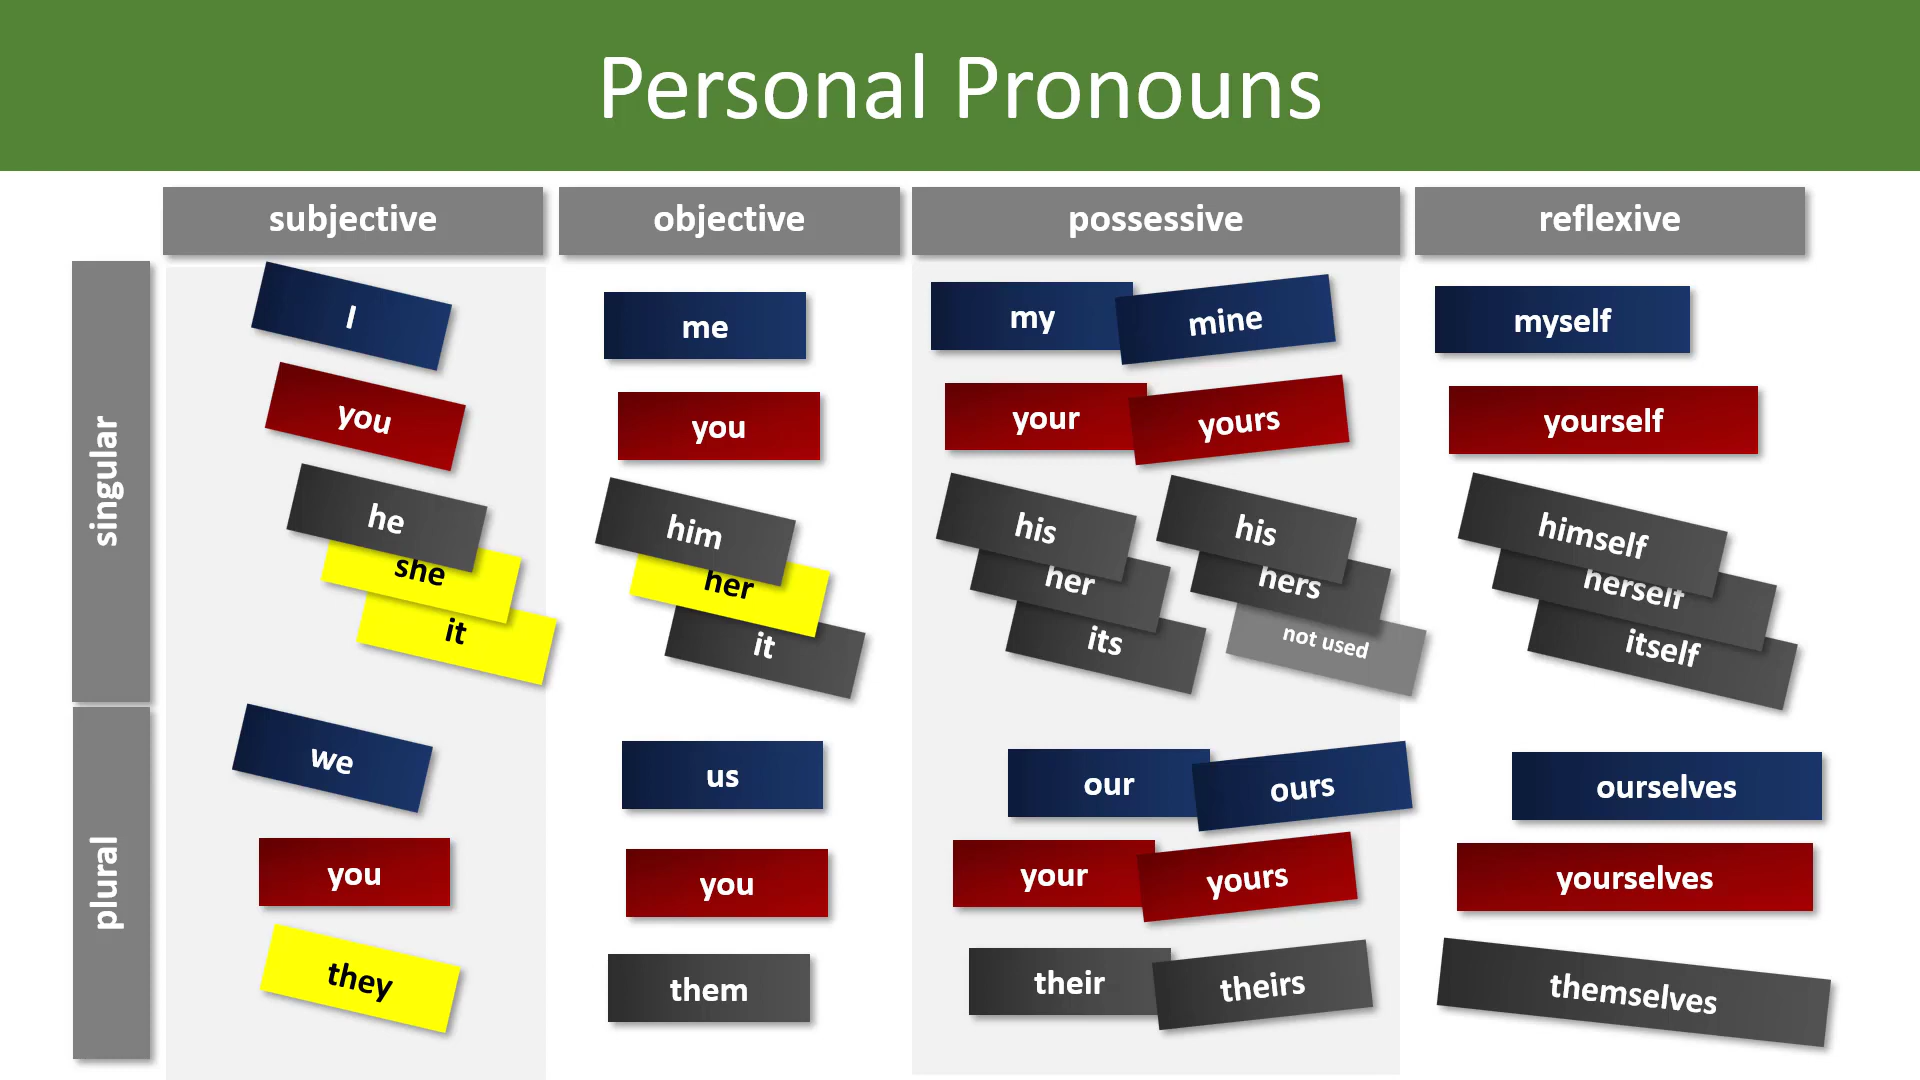 Personal Pronouns
subjective objective possessive reflexive
singular
I me my mine myself
you you your yours yourself
he him his his himself
she her her hers herself
it it its not used itself
plural
we us our ours ourselves
you you your yours yourselves
they them their theirs themselves